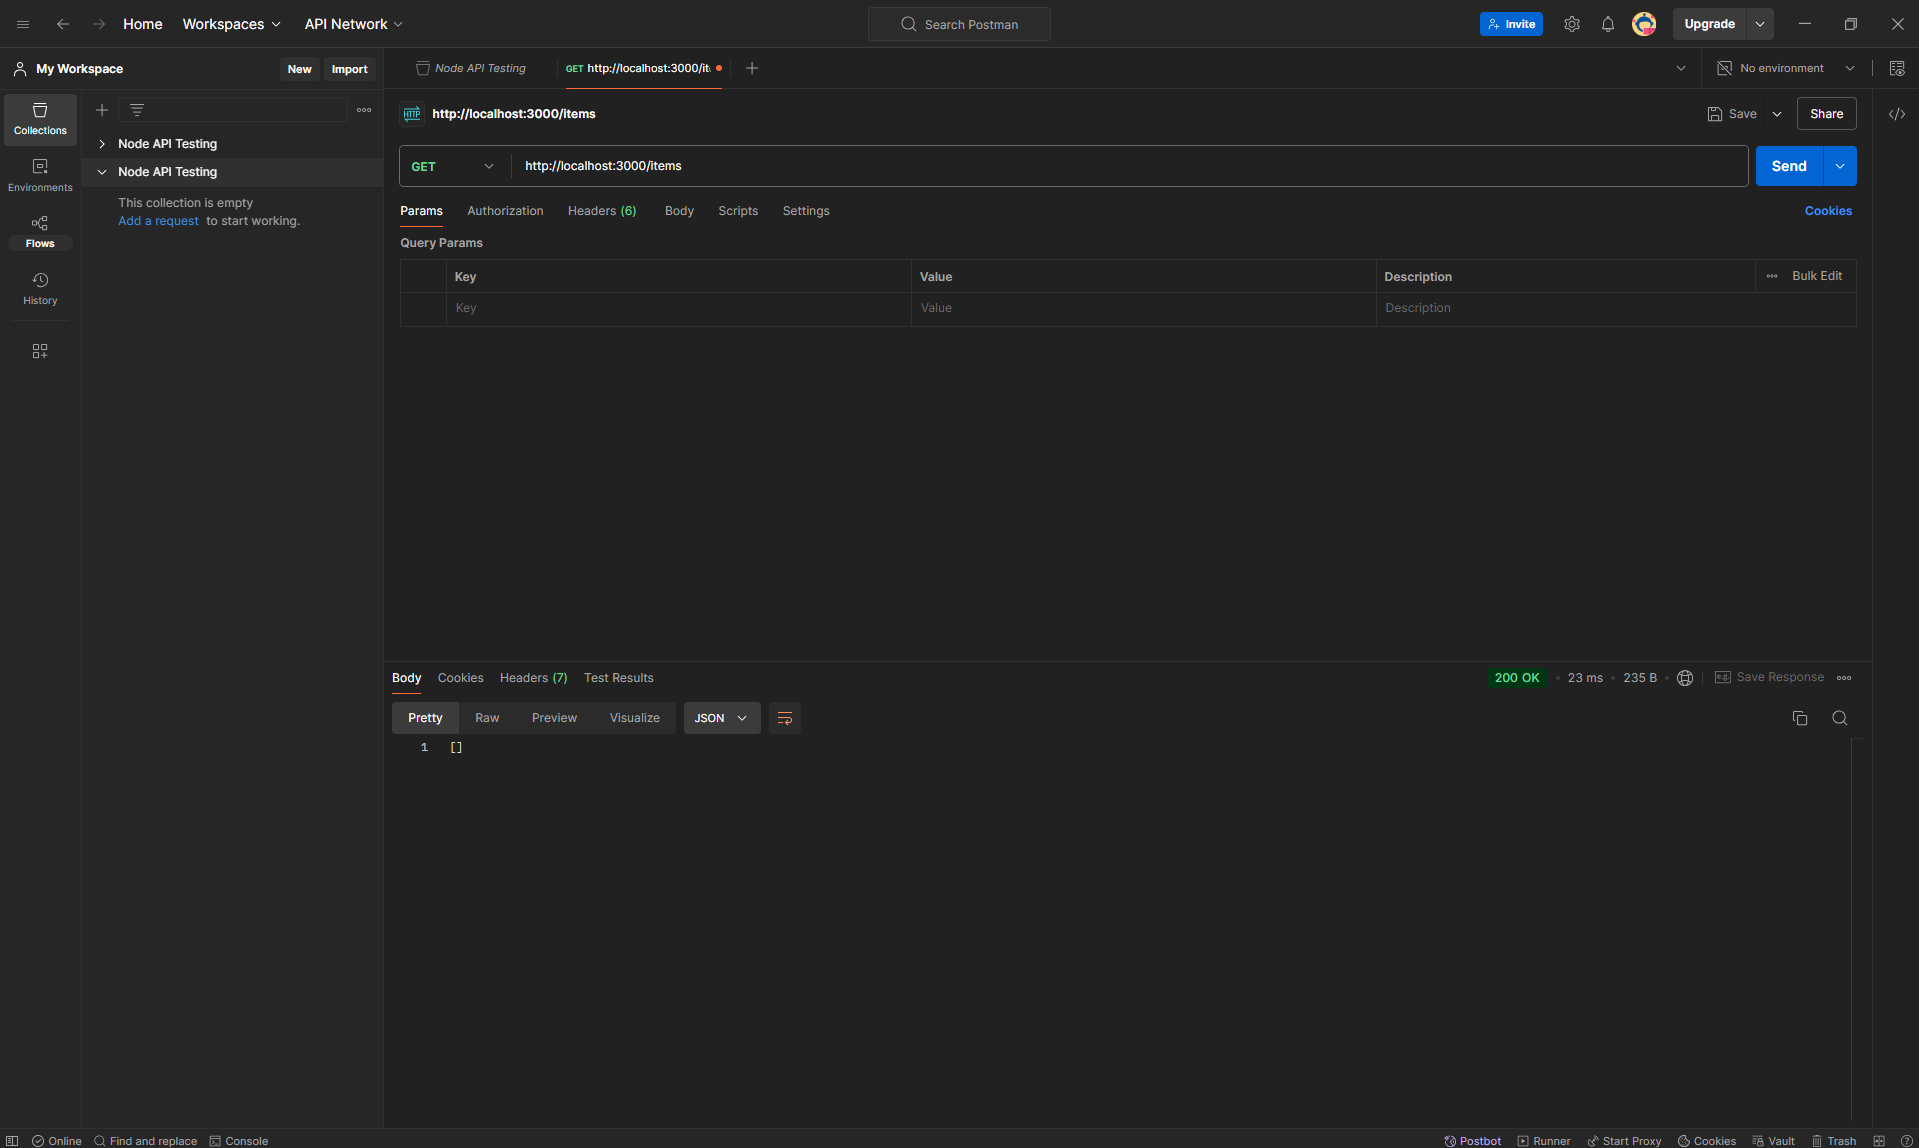 Home Workspaces API Network Search Postman Invite Upgrade
My Workspace New Import
Node API Testing GET http://localhost:3000/it No environment
Collections
Environments
Flows
History
Node API Testing
Node API Testing
This collection is empty
Add a request to start working.
HTTP http://localhost:3000/items Save Share
GET http://localhost:3000/items Send
Params Authorization Headers (6) Body Scripts Settings Cookies
Query Params
Key Value Description Bulk Edit
Key Value Description
Body Cookies Headers (7) Test Results 200 OK • 23 ms • 235 B • e.g. Save Response
Pretty Raw Preview Visualize JSON
1 []
Online Find and replace Console Postbot Runner Start Proxy Cookies Vault Trash